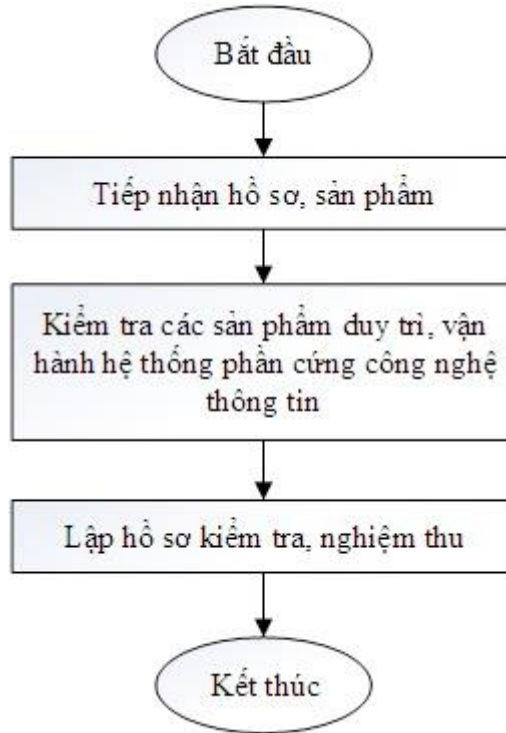 Bắt đầu
Tiếp nhận hồ sơ, sản phẩm
Kiểm tra các sản phẩm duy trì, vận
hành hệ thống phần cứng công nghệ
thông tin
Lập hồ sơ kiểm tra, nghiệm thu
Kết thúc